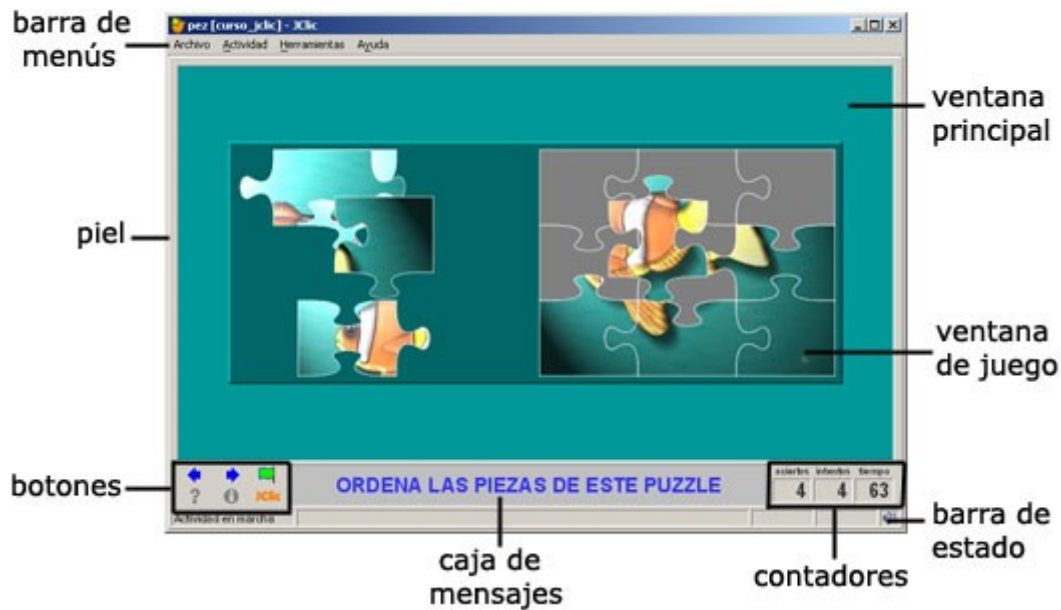 barra de
menús
pez [curso_jclic] - JClic
Archivo Actividad Herramientas Ayuda
ventana
principal
piel
ventana
de juego
botones
?
JClic
ORDENA LAS PIEZAS DE ESTE PUZZLE
aciertos intentos tiempo
4 4 63
Actividad en marcha
barra de
estado
caja de
mensajes
contadores